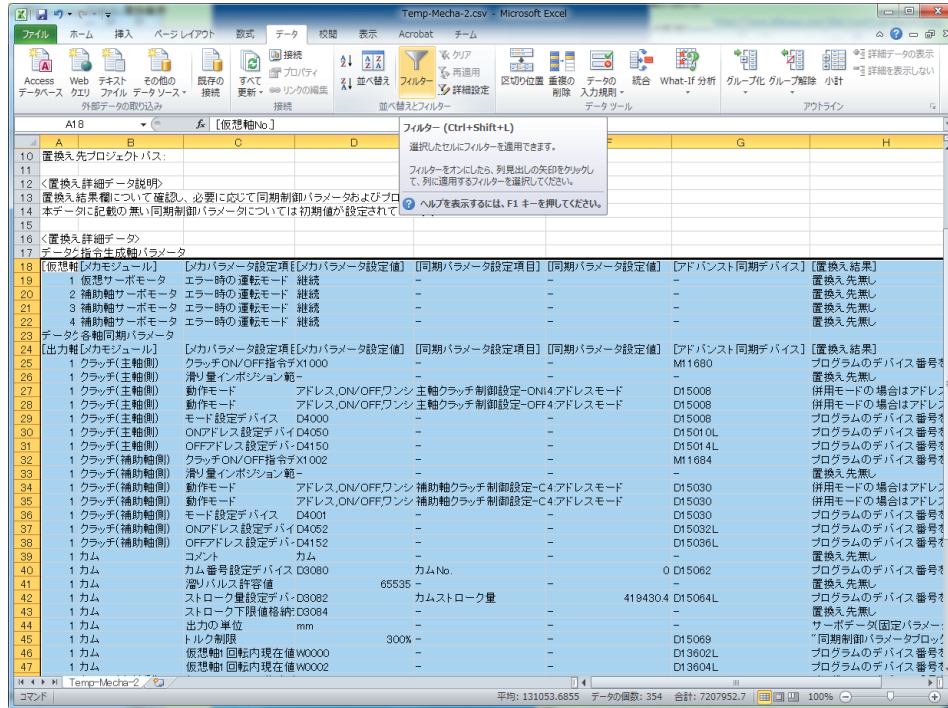 Temp-Mecha-2.csv - Microsoft Excel
ファイル ホーム 挿入 ページ レイアウト 数式 データ 校閲 表示 Acrobat チーム
Access データベース Web クエリ テキスト ファイル その他の データ ソース 既存の 接続 すべて 更新 接続 プロパティ リンクの編集 並べ替え フィルター クリア 再適用 詳細設定 区切り位置 重複の 削除 データの 入力規則 統合 What-If 分析 グループ化 グループ解除 小計 詳細データの表示 詳細を表示しない
外部データの取り込み 接続 並べ替えとフィルター データ ツール アウトライン
A18 fx [仮想軸No.]
フィルター (Ctrl+Shift+L)
選択したセルにフィルターを適用できます。
フィルターをオンにしたら、列見出しの矢印をクリックし
て、列に適用するフィルターを選択してください。
ヘルプを表示するには、F1 キーを押してください。
A B C D F G H
10 置換え先プロジェクトパス:
11
12 <置換え詳細データ説明>
13 置換え結果欄について確認し、必要に応じて同期制御パラメータおよびプロ
14 本データに記載の無い同期制御パラメータについては初期値が設定されて
15
16 <置換え詳細データ>
17 データ 指令生成軸パラメータ
18 [仮想軸 [メカモジュール] [メカパラメータ設定項 [メカパラメータ設定値] [同期パラメータ設定項目] [同期パラメータ設定値] [アドバンスト同期デバイス] [置換え結果]
19 1 仮想サーボモータ エラー時の運転モード 継続 - - - 置換え先無し
20 2 補助軸サーボモータ エラー時の運転モード 継続 - - - 置換え先無し
21 3 補助軸サーボモータ エラー時の運転モード 継続 - - - 置換え先無し
22 4 補助軸サーボモータ エラー時の運転モード 継続 - - - 置換え先無し
23 データ 各軸同期パラメータ
24 [出力軸 [メカモジュール] [メカパラメータ設定項 [メカパラメータ設定値] [同期パラメータ設定項目] [同期パラメータ設定値] [アドバンスト同期デバイス] [置換え結果]
25 1 クラッチ(主軸側) クラッチON/OFF指令デ X1000 - - M11680 プログラムのデバイス番号を
26 1 クラッチ(主軸側) 滑り量インポジション範 - - - - 置換え先無し
27 1 クラッチ(主軸側) 動作モード アドレス,ON/OFF,ワンシ 主軸クラッチ制御設定-ON 4:アドレスモード D15008 併用モードの場合はアドレ
28 1 クラッチ(主軸側) 動作モード アドレス,ON/OFF,ワンシ 主軸クラッチ制御設定-OFF 4:アドレスモード D15008 併用モードの場合はアドレ
29 1 クラッチ(主軸側) モード設定デバイス D4000 - - D15008 プログラムのデバイス番号を
30 1 クラッチ(主軸側) ONアドレス設定デバイ D4050 - - D15010L プログラムのデバイス番号を
31 1 クラッチ(主軸側) OFFアドレス設定デバ D4150 - - D15014L プログラムのデバイス番号を
32 1 クラッチ(補助軸側) クラッチON/OFF指令デ X1002 - - M11684 プログラムのデバイス番号を
33 1 クラッチ(補助軸側) 滑り量インポジション範 - - - - 置換え先無し
34 1 クラッチ(補助軸側) 動作モード アドレス,ON/OFF,ワンシ 補助軸クラッチ制御設定-C 4:アドレスモード D15030 併用モードの場合はアドレ
35 1 クラッチ(補助軸側) 動作モード アドレス,ON/OFF,ワンシ 補助軸クラッチ制御設定-C 4:アドレスモード D15030 併用モードの場合はアドレ
36 1 クラッチ(補助軸側) モード設定デバイス D4001 - - D15030 プログラムのデバイス番号を
37 1 クラッチ(補助軸側) ONアドレス設定デバイ D4052 - - D15032L プログラムのデバイス番号を
38 1 クラッチ(補助軸側) OFFアドレス設定デバ D4152 - - D15036L プログラムのデバイス番号を
39 1 カム コメント カム - - - 置換え先無し
40 1 カム カム番号設定デバイス D3080 カムNo. 0 D15062 プログラムのデバイス番号を
41 1 カム 溜りパルス許容値 65535 - - - 置換え先無し
42 1 カム ストローク量設定デバ D3082 カムストローク量 419430.4 D15064L プログラムのデバイス番号を
43 1 カム ストローク下限値格納 D3084 - - - 置換え先無し
44 1 カム 出力の単位 mm - - - サーボデータ(固定パラメー
45 1 カム トルク制限 300% - - D15069 "同期制御パラメータブロッ
46 1 カム 仮想軸1回転内現在値 W0000 - - D13602L プログラムのデバイス番号を
47 1 カム 仮想軸1回転内現在値 W0002 - - D13604L プログラムのデバイス番号を
Temp-Mecha-2
コマンド 平均: 131053.6855 データの個数: 354 合計: 7207952.7 100%